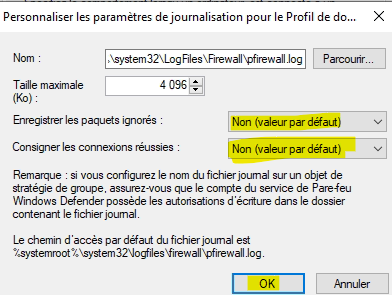 Personnaliser les paramètres de journalisation pour le Profil de do...
Nom :
\system32\LogFiles\Firewall\pfirewall.log
Parcourir...
Taille maximale (Ko) :
4 096
Enregistrer les paquets ignorés :
Non (valeur par défaut)
Consigner les connexions réussies :
Non (valeur par défaut)
Remarque : si vous configurez le nom du fichier journal sur un objet de
stratégie de groupe, assurez-vous que le compte du service de Pare-feu
Windows Defender possède les autorisations d'écriture dans le dossier
contenant le fichier journal.
Le chemin d'accès par défaut du fichier journal est
%systemroot%\system32\logfiles\firewall\pfirewall.log.
OK
Annuler